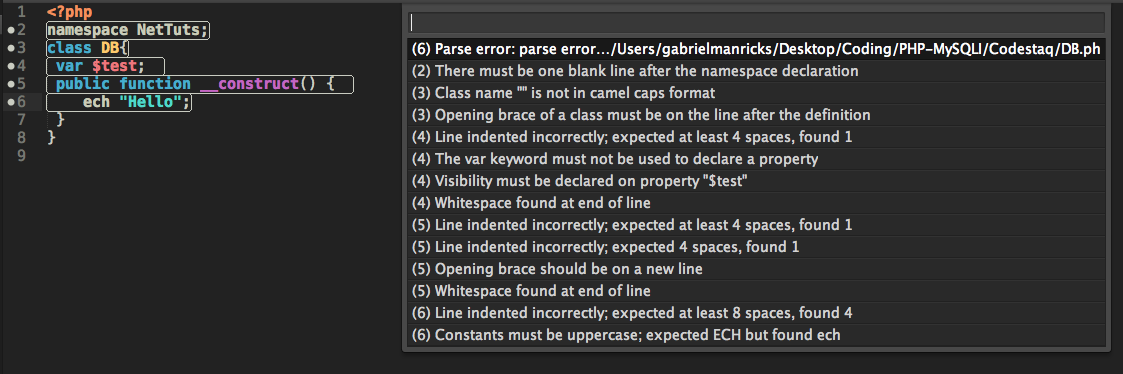 1 <?php
2 namespace NetTuts;
3 class DB{
4 var $test;
5 public function __construct() {
6 ech "Hello";
7 }
8 }
9
(6) Parse error: parse error.../Users/gabrielmanricks/Desktop/Coding/PHP-MySQLI/Codestaq/DB.ph
(2) There must be one blank line after the namespace declaration
(3) Class name "" is not in camel caps format
(3) Opening brace of a class must be on the line after the definition
(4) Line indented incorrectly; expected at least 4 spaces, found 1
(4) The var keyword must not be used to declare a property
(4) Visibility must be declared on property "$test"
(4) Whitespace found at end of line
(5) Line indented incorrectly; expected at least 4 spaces, found 1
(5) Line indented incorrectly; expected 4 spaces, found 1
(5) Opening brace should be on a new line
(5) Whitespace found at end of line
(6) Line indented incorrectly; expected at least 8 spaces, found 4
(6) Constants must be uppercase; expected ECH but found ech